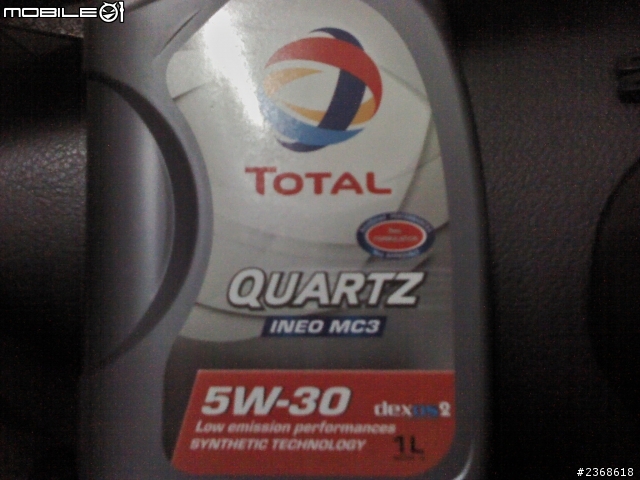 MOBILE01
TOTAL
QUARTZ
INEO MC3
5W-30
dexos2
Low emission performances
SYNTHETIC TECHNOLOGY
1L
#2368618